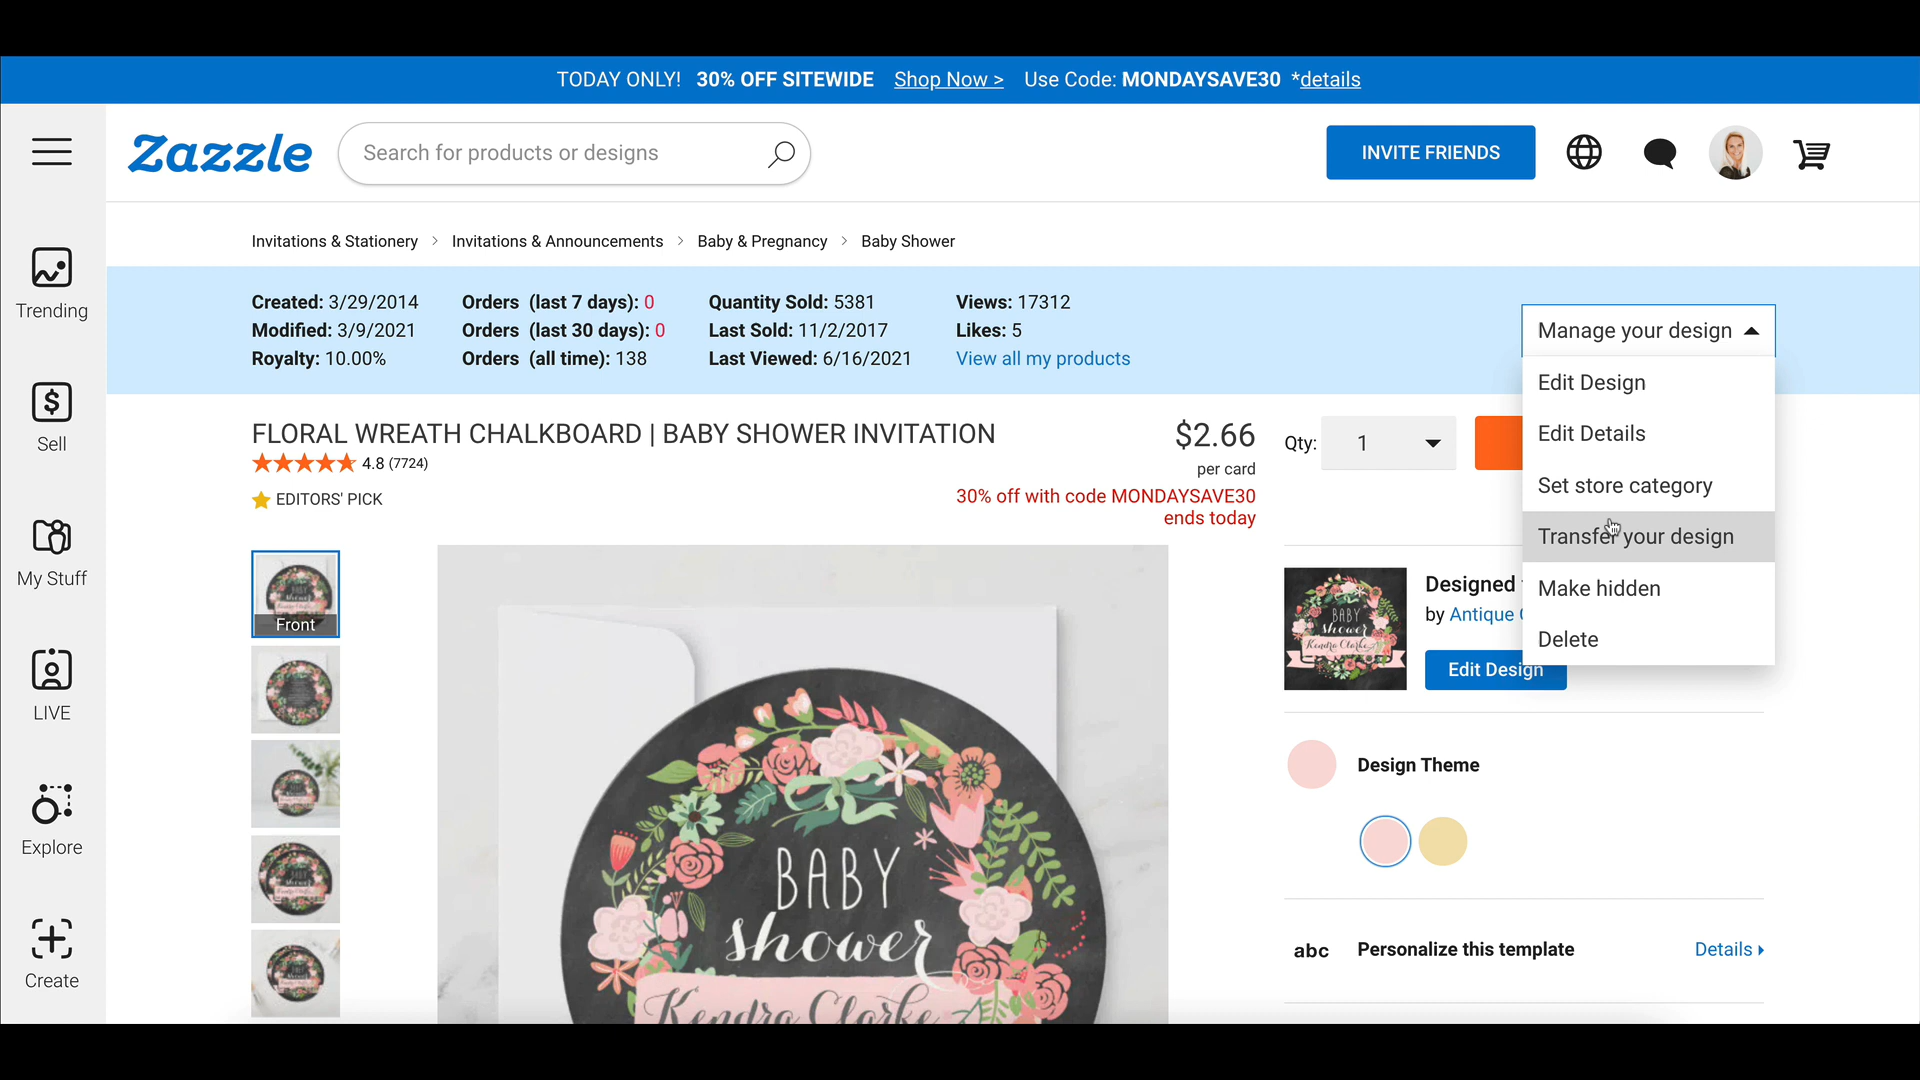 TODAY ONLY! 30% OFF SITEWIDE Shop Now > Use Code: MONDAYSAVE30 *details
Zazzle
Search for products or designs
INVITE FRIENDS
Trending
Sell
My Stuff
LIVE
Explore
Create
Invitations & Stationery > Invitations & Announcements > Baby & Pregnancy > Baby Shower
Created: 3/29/2014
Modified: 3/9/2021
Royalty: 10.00%
Orders (last 7 days): 0
Orders (last 30 days): 0
Orders (all time): 138
Quantity Sold: 5381
Last Sold: 11/2/2017
Last Viewed: 6/16/2021
Views: 17312
Likes: 5
View all my products
Manage your design
Edit Design
Edit Details
Set store category
Transfer your design
Make hidden
Delete
FLORAL WREATH CHALKBOARD | BABY SHOWER INVITATION
4.8 (7724)
EDITORS' PICK
$2.66
per card
30% off with code MONDAYSAVE30
ends today
Qty: 1
Front
BABY
shower
Kendra Clarke
BABY
shower
Kendra Clarke
Designed
by Antique
Edit Design
Design Theme
abc Personalize this template Details